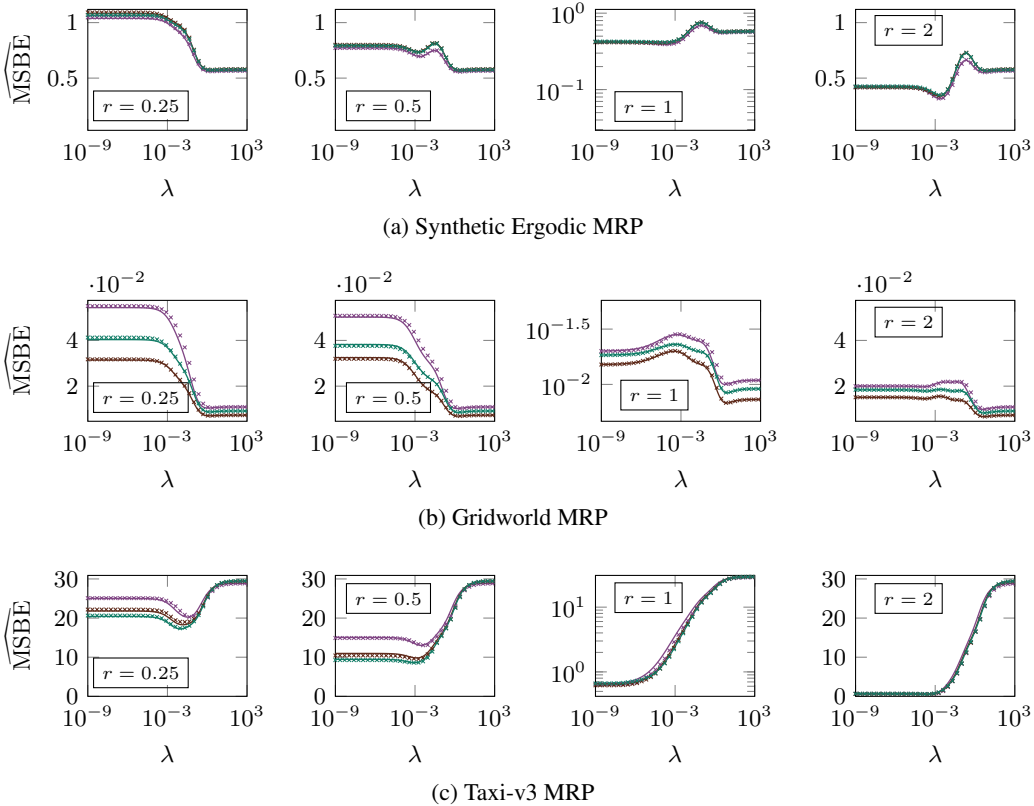 1 1 10^0 1
0.5 0.5 10^{-1} 0.5
\widehat{MSBE}
r = 0.25 r = 0.5 r = 1 r = 2
10^{-9} 10^{-3} 10^3 10^{-9} 10^{-3} 10^3 10^{-9} 10^{-3} 10^3 10^{-9} 10^{-3} 10^3
λ λ λ λ
(a) Synthetic Ergodic MRP
·10^{-2} ·10^{-2} ·10^{-2}
4 4 10^{-1.5} 4
2 2 10^{-2} 2
\widehat{MSBE}
r = 0.25 r = 0.5 r = 1 r = 2
10^{-9} 10^{-3} 10^3 10^{-9} 10^{-3} 10^3 10^{-9} 10^{-3} 10^3 10^{-9} 10^{-3} 10^3
λ λ λ λ
(b) Gridworld MRP
30 30 10^1 30
20 20 20
10 10 10^0 10
0 0 0
\widehat{MSBE}
r = 0.25 r = 0.5 r = 1 r = 2
10^{-9} 10^{-3} 10^3 10^{-9} 10^{-3} 10^3 10^{-9} 10^{-3} 10^3 10^{-9} 10^{-3} 10^3
λ λ λ λ
(c) Taxi-v3 MRP